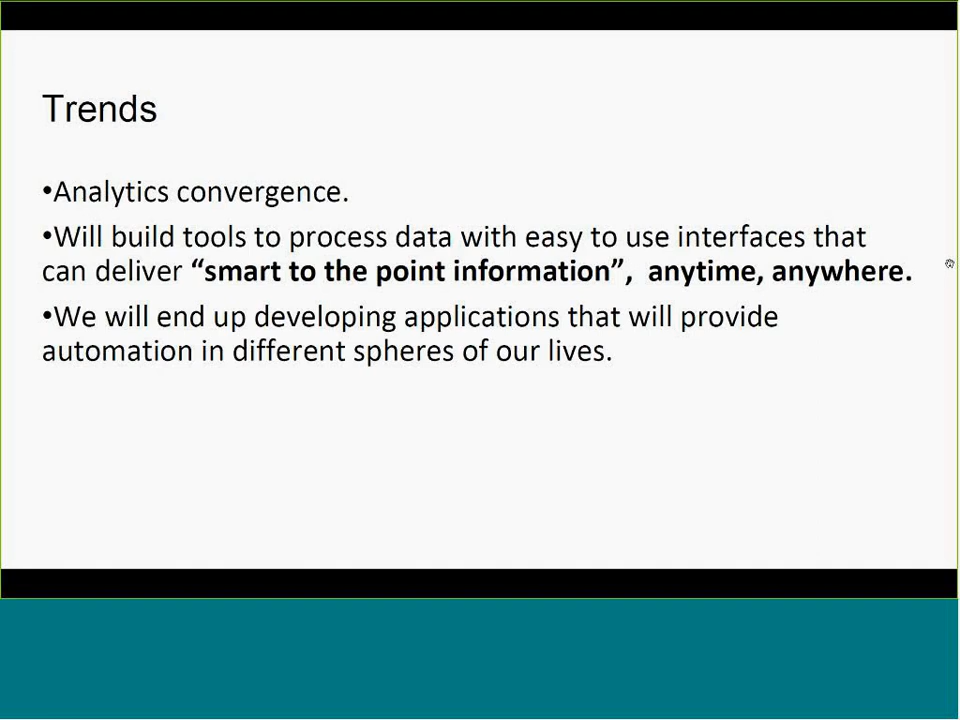 Trends
•Analytics convergence.
•Will build tools to process data with easy to use interfaces that
can deliver “smart to the point information”,  anytime, anywhere.
•We will end up developing applications that will provide
automation in different spheres of our lives.